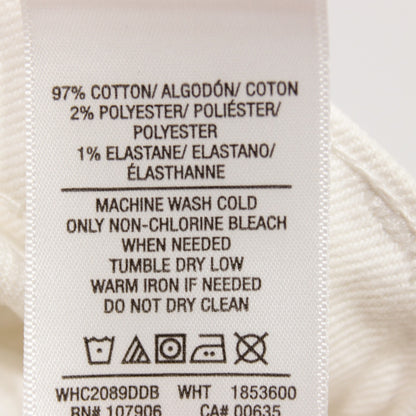 97% COTTON/ ALGODÓN/ COTON
2% POLYESTER/ POLIÉSTER/
POLYESTER
1% ELASTANE/ ELASTANO/
ÉLASTHANNE
MACHINE WASH COLD
ONLY NON-CHLORINE BLEACH
WHEN NEEDED
TUMBLE DRY LOW
WARM IRON IF NEEDED
DO NOT DRY CLEAN
WHC2089DDB WHT 1853600
RN# 107906 CA# 00635